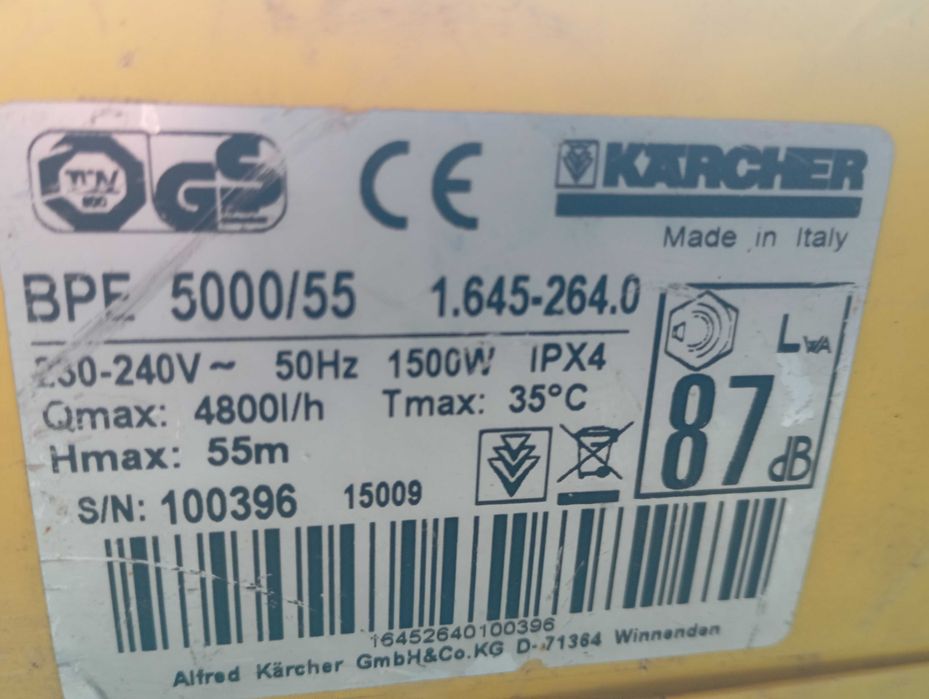 TÜV GS CE KÄRCHER
Made in Italy
BPE 5000/55 1.645-264.0
230-240V~ 50Hz 1500W IPX4
Qmax: 4800l/h Tmax: 35°C
Hmax: 55m
LWA
87 dB
S/N: 100396 15009
16452640100396
Alfred Kärcher GmbH&Co.KG D-71364 Winnenden